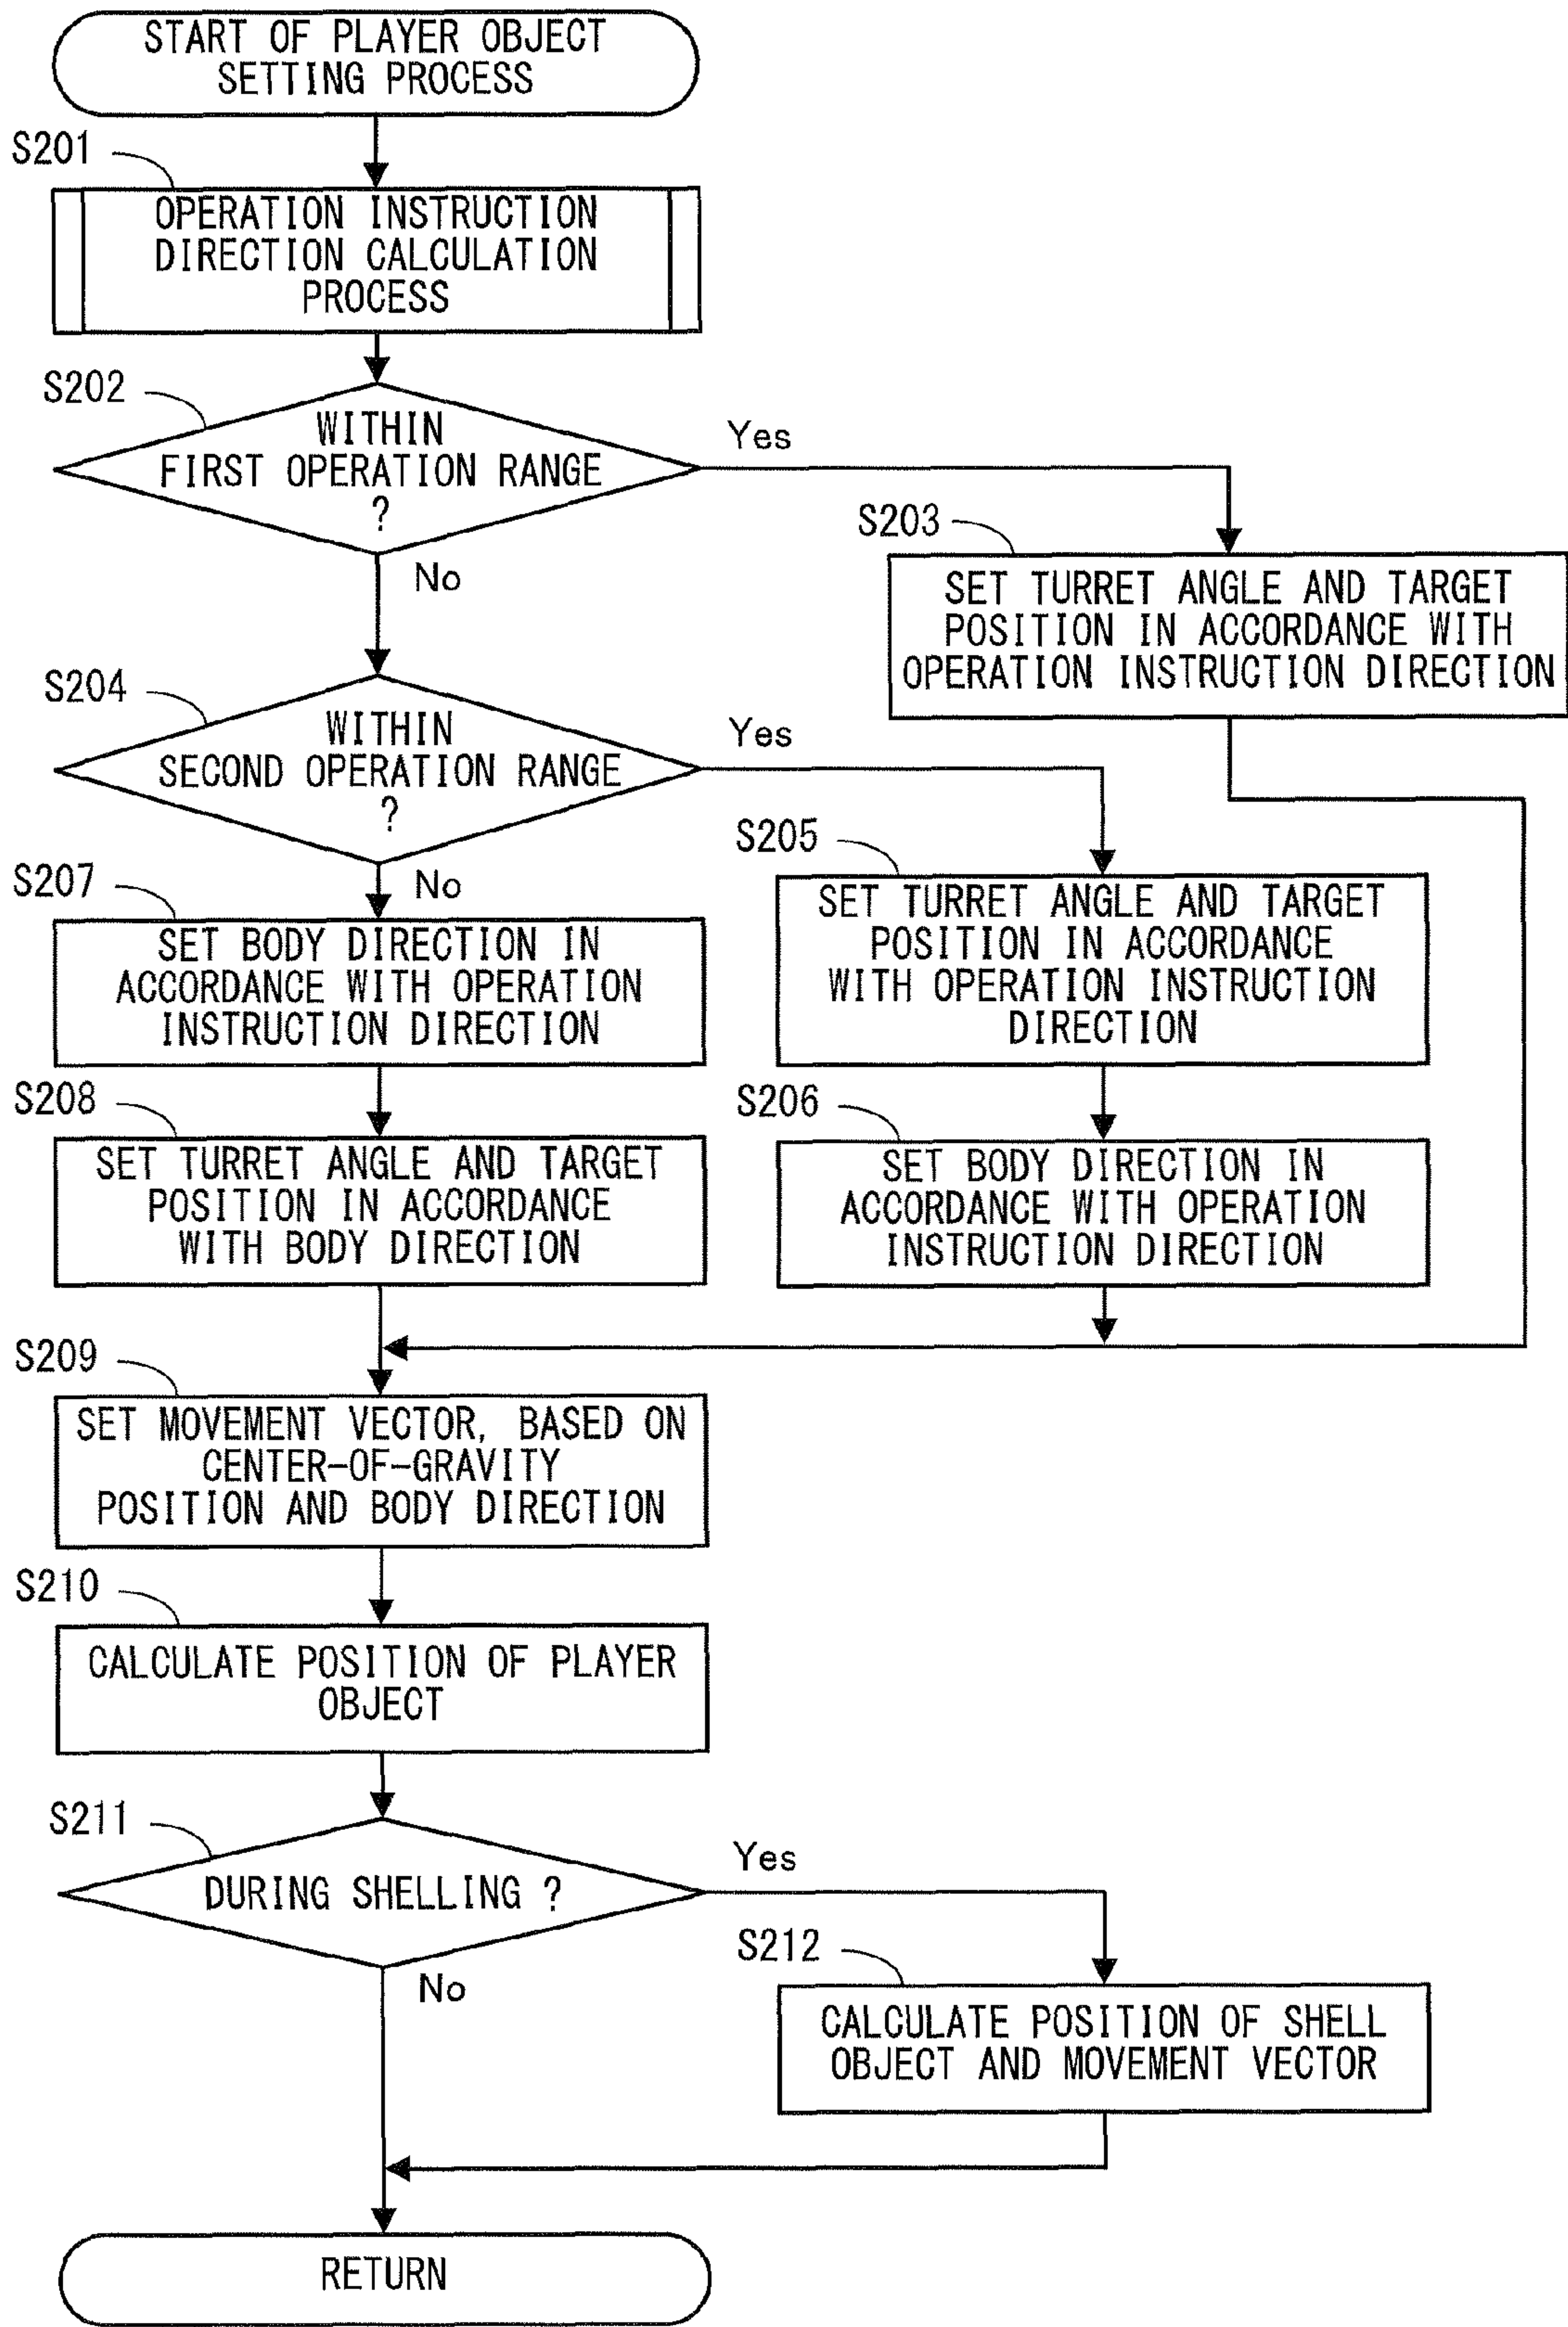 START OF PLAYER OBJECT
SETTING PROCESS
S201
OPERATION INSTRUCTION
DIRECTION CALCULATION
PROCESS
S202
WITHIN
FIRST OPERATION RANGE
?
Yes
No
S203
SET TURRET ANGLE AND TARGET
POSITION IN ACCORDANCE WITH
OPERATION INSTRUCTION DIRECTION
S204
WITHIN
SECOND OPERATION RANGE
?
Yes
No
S205
SET TURRET ANGLE AND TARGET
POSITION IN ACCORDANCE
WITH OPERATION INSTRUCTION
DIRECTION
S206
SET BODY DIRECTION IN
ACCORDANCE WITH OPERATION
INSTRUCTION DIRECTION
S207
SET BODY DIRECTION IN
ACCORDANCE WITH OPERATION
INSTRUCTION DIRECTION
S208
SET TURRET ANGLE AND TARGET
POSITION IN ACCORDANCE
WITH BODY DIRECTION
S209
SET MOVEMENT VECTOR, BASED ON
CENTER-OF-GRAVITY
POSITION AND BODY DIRECTION
S210
CALCULATE POSITION OF PLAYER
OBJECT
S211
DURING SHELLING ?
Yes
No
S212
CALCULATE POSITION OF SHELL
OBJECT AND MOVEMENT VECTOR
RETURN